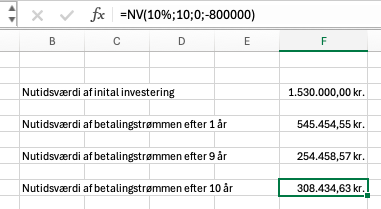 fx =NV(10%;10;0;-800000)
B C D E F
Nutidsværdi af inital investering 1.530.000,00 kr.
Nutidsværdi af betalingstrømmen efter 1 år 545.454,55 kr.
Nutidsværdi af betalingstrømmen efter 9 år 254.458,57 kr.
Nutidsværdi af betalingstrømmen efter 10 år 308.434,63 kr.